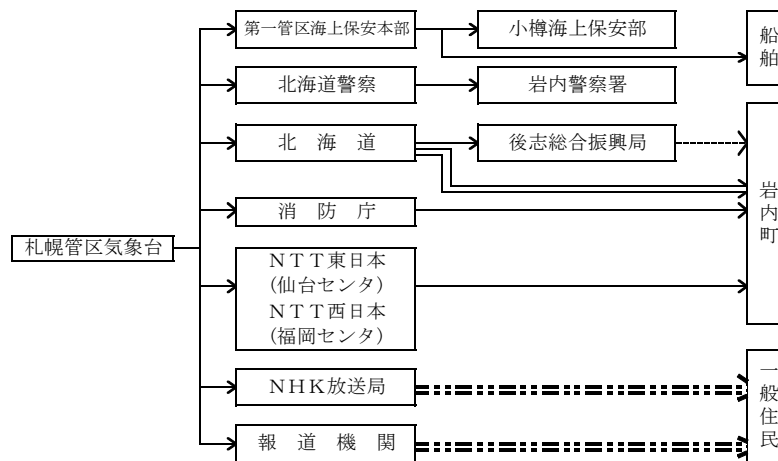 第一管区海上保安本部
小樽海上保安部
船舶
北海道警察
岩内警察署
北　海　道
後志総合振興局
岩内町
消　防　庁
札幌管区気象台
ＮＴＴ東日本
(仙台センタ)
ＮＴＴ西日本
(福岡センタ)
ＮＨＫ放送局
一般住民
報　道　機　関